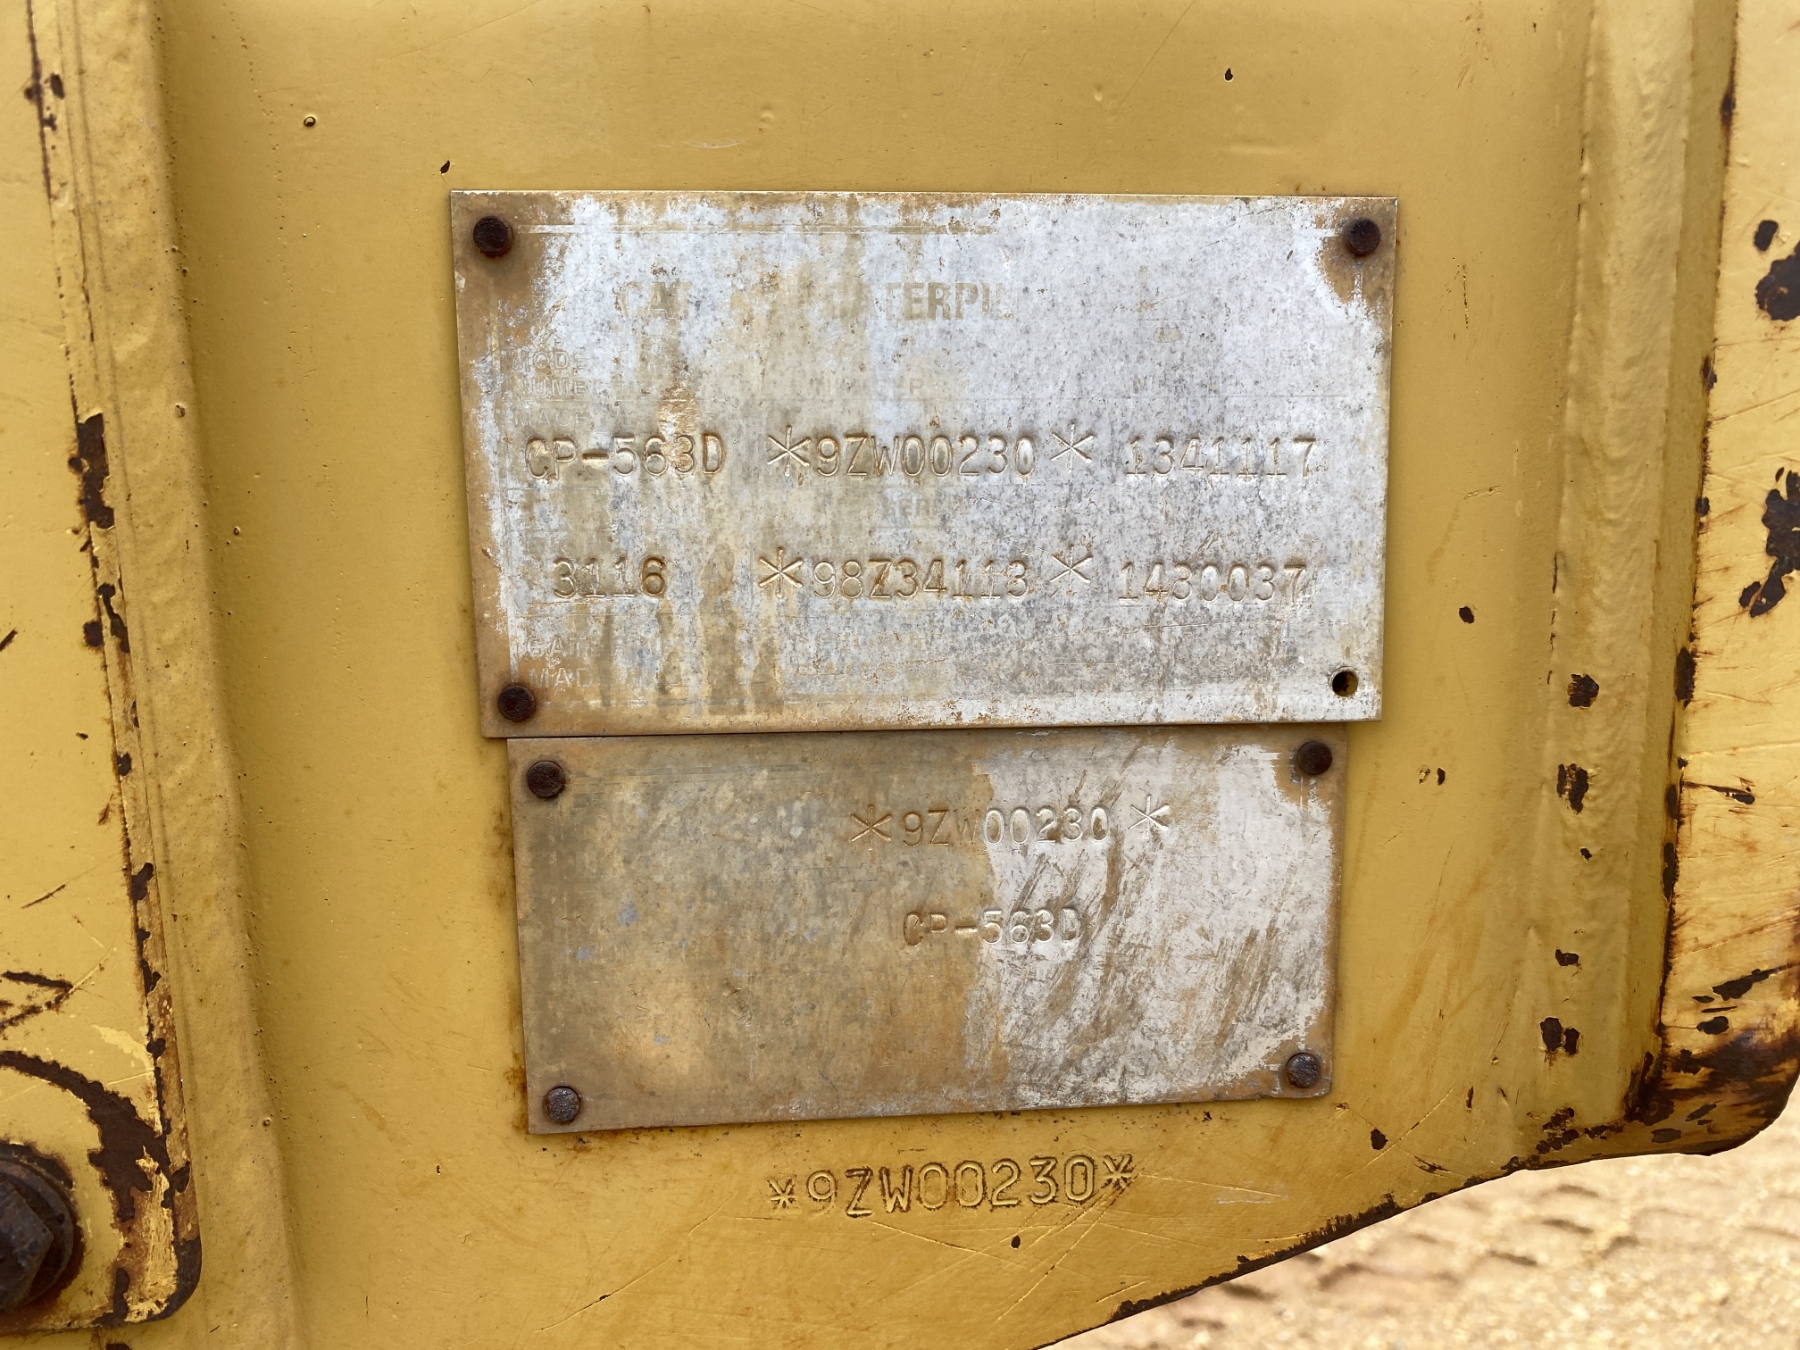 CAT CATERPIL
CP-563D *9ZW00230* 1341117
3116 *98Z34113* 1430037
*9ZW00230*
CP-563D
*9ZW00230*